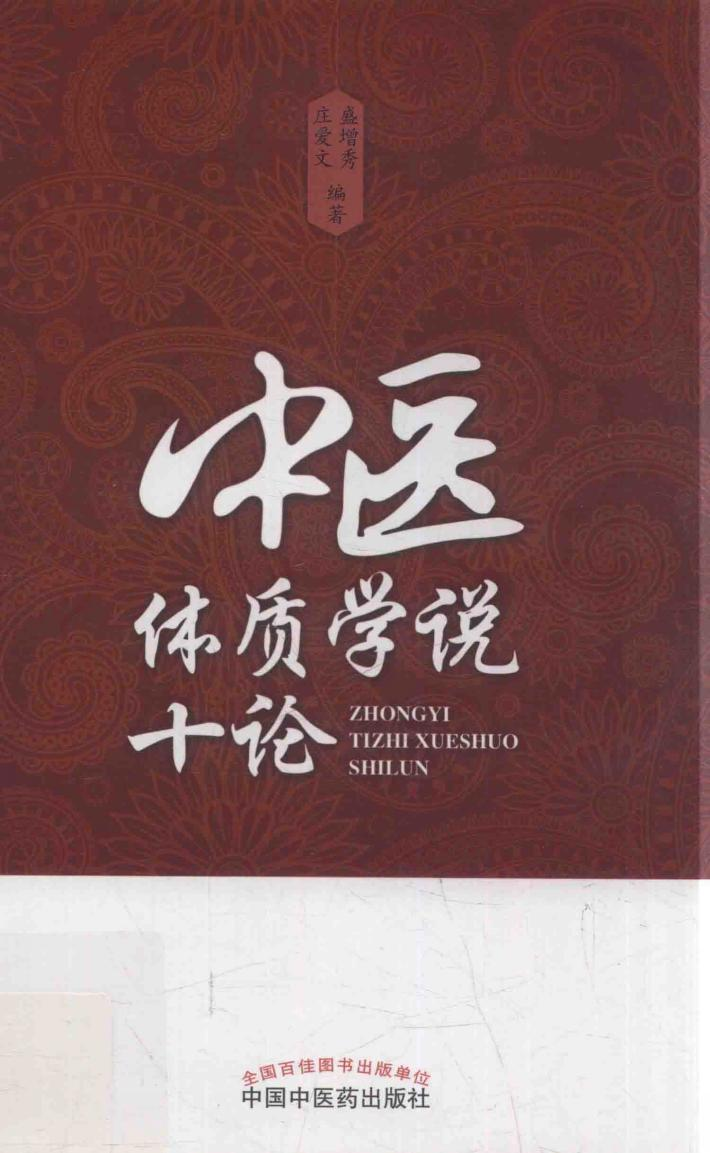 盛增秀
庄爱文
编著
中医
体质学说
十论
ZHONGYI
TIZHI XUESHUO
SHILUN
全国百佳图书出版单位
中国中医药出版社